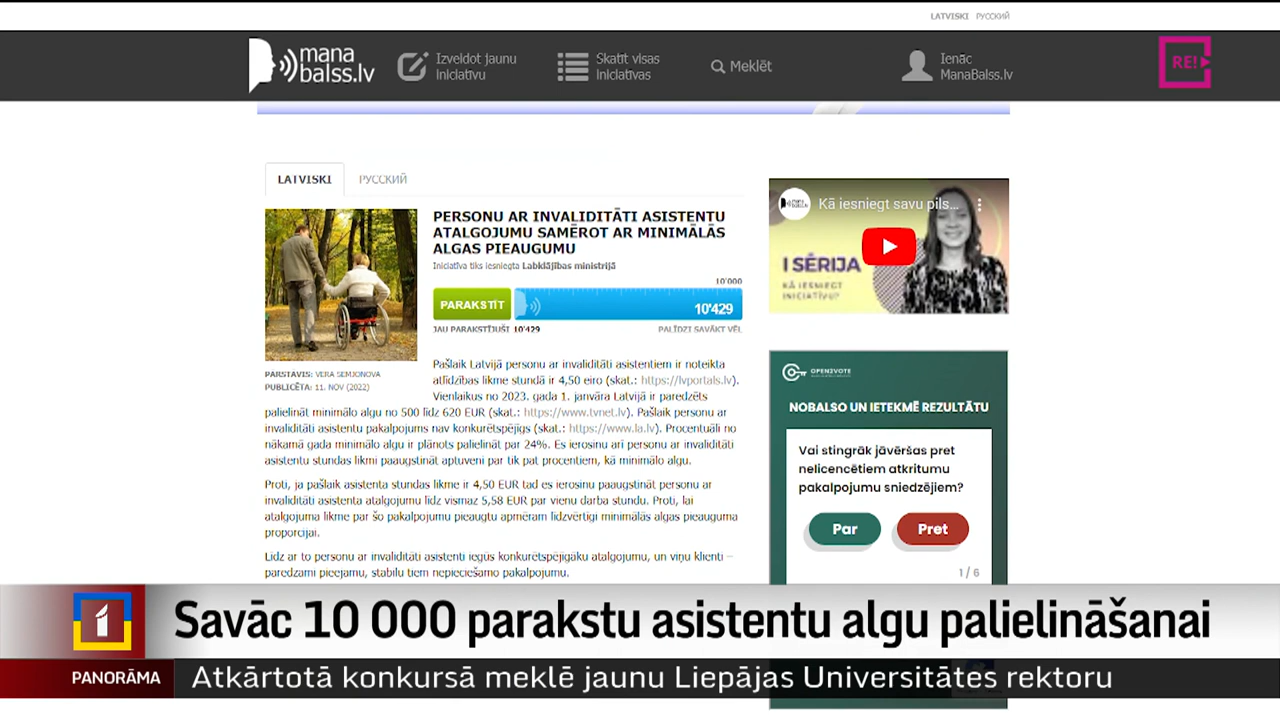 LATVISKI РУССКИЙ
mana
balss.lv
Izveidot jaunu
iniciatīvu
Skatīt visas
iniciatīvas
Meklēt
Ienāc
ManaBalss.lv
RE!
LATVISKI РУССКИЙ
PERSONU AR INVALIDITĀTI ASISTENTU
ATALGOJUMU SAMĒROT AR MINIMĀLĀS
ALGAS PIEAUGUMU
Iniciatīva tiks iesniegta Labklājības ministrijā
10'000
PARAKSTĪT
10'429
JAU PARAKSTĪJUŠI 10'429
PALĪDZI SAVĀKT VĒL
PĀRSTĀVIS: VERA SEMJONOVA
PUBLICĒTA: 11. NOV (2022)
Pašlaik Latvijā personu ar invaliditāti asistentiem ir noteikta
atlīdzības likme stundā ir 4,50 eiro (skat.: https://lvportals.lv).
Vienlaikus no 2023. gada 1. janvāra Latvijā ir paredzēts
palielināt minimālo algu no 500 līdz 620 EUR (skat.: https://www.tvnet.lv). Pašlaik personu ar
invaliditāti asistentu pakalpojums nav konkurētspējīgs (skat.: https://www.la.lv). Procentuāli no
nākamā gada minimālo algu ir plānots palielināt par 24%. Es ierosinu arī personu ar invaliditāti
asistentu stundas likmi paaugstināt aptuveni par tik pat procentiem, kā minimālo algu.
Proti, ja pašlaik asistenta stundas likme ir 4,50 EUR tad es ierosinu paaugstināt personu ar
invaliditāti asistenta atalgojumu līdz vismaz 5,58 EUR par vienu darba stundu. Proti, lai
atalgojuma likme par šo pakalpojumu pieaugtu apmēram līdzvērtīgi minimālās algas pieauguma
proporcijai.
Līdz ar to personu ar invaliditāti asistenti iegūs konkurētspējīgāku atalgojumu, un viņu klienti –
paredzami pieejamu, stabilu tiem nepieciešamo pakalpojumu.
Kā iesniegt savu pils...
I SĒRIJA
KĀ IESNIEGT
INICIATĪVU?
OPEN2VOTE
NOBALSO UN IETEKMĒ REZULTĀTU
Vai stingrāk jāvēršas pret
nelicencētiem atkritumu
pakalpojumu sniedzējiem?
Par Pret
1 / 6
1
Savāc 10 000 parakstu asistentu algu palielināšanai
PANORĀMA
Atkārtotā konkursā meklē jaunu Liepājas Universitātes rektoru